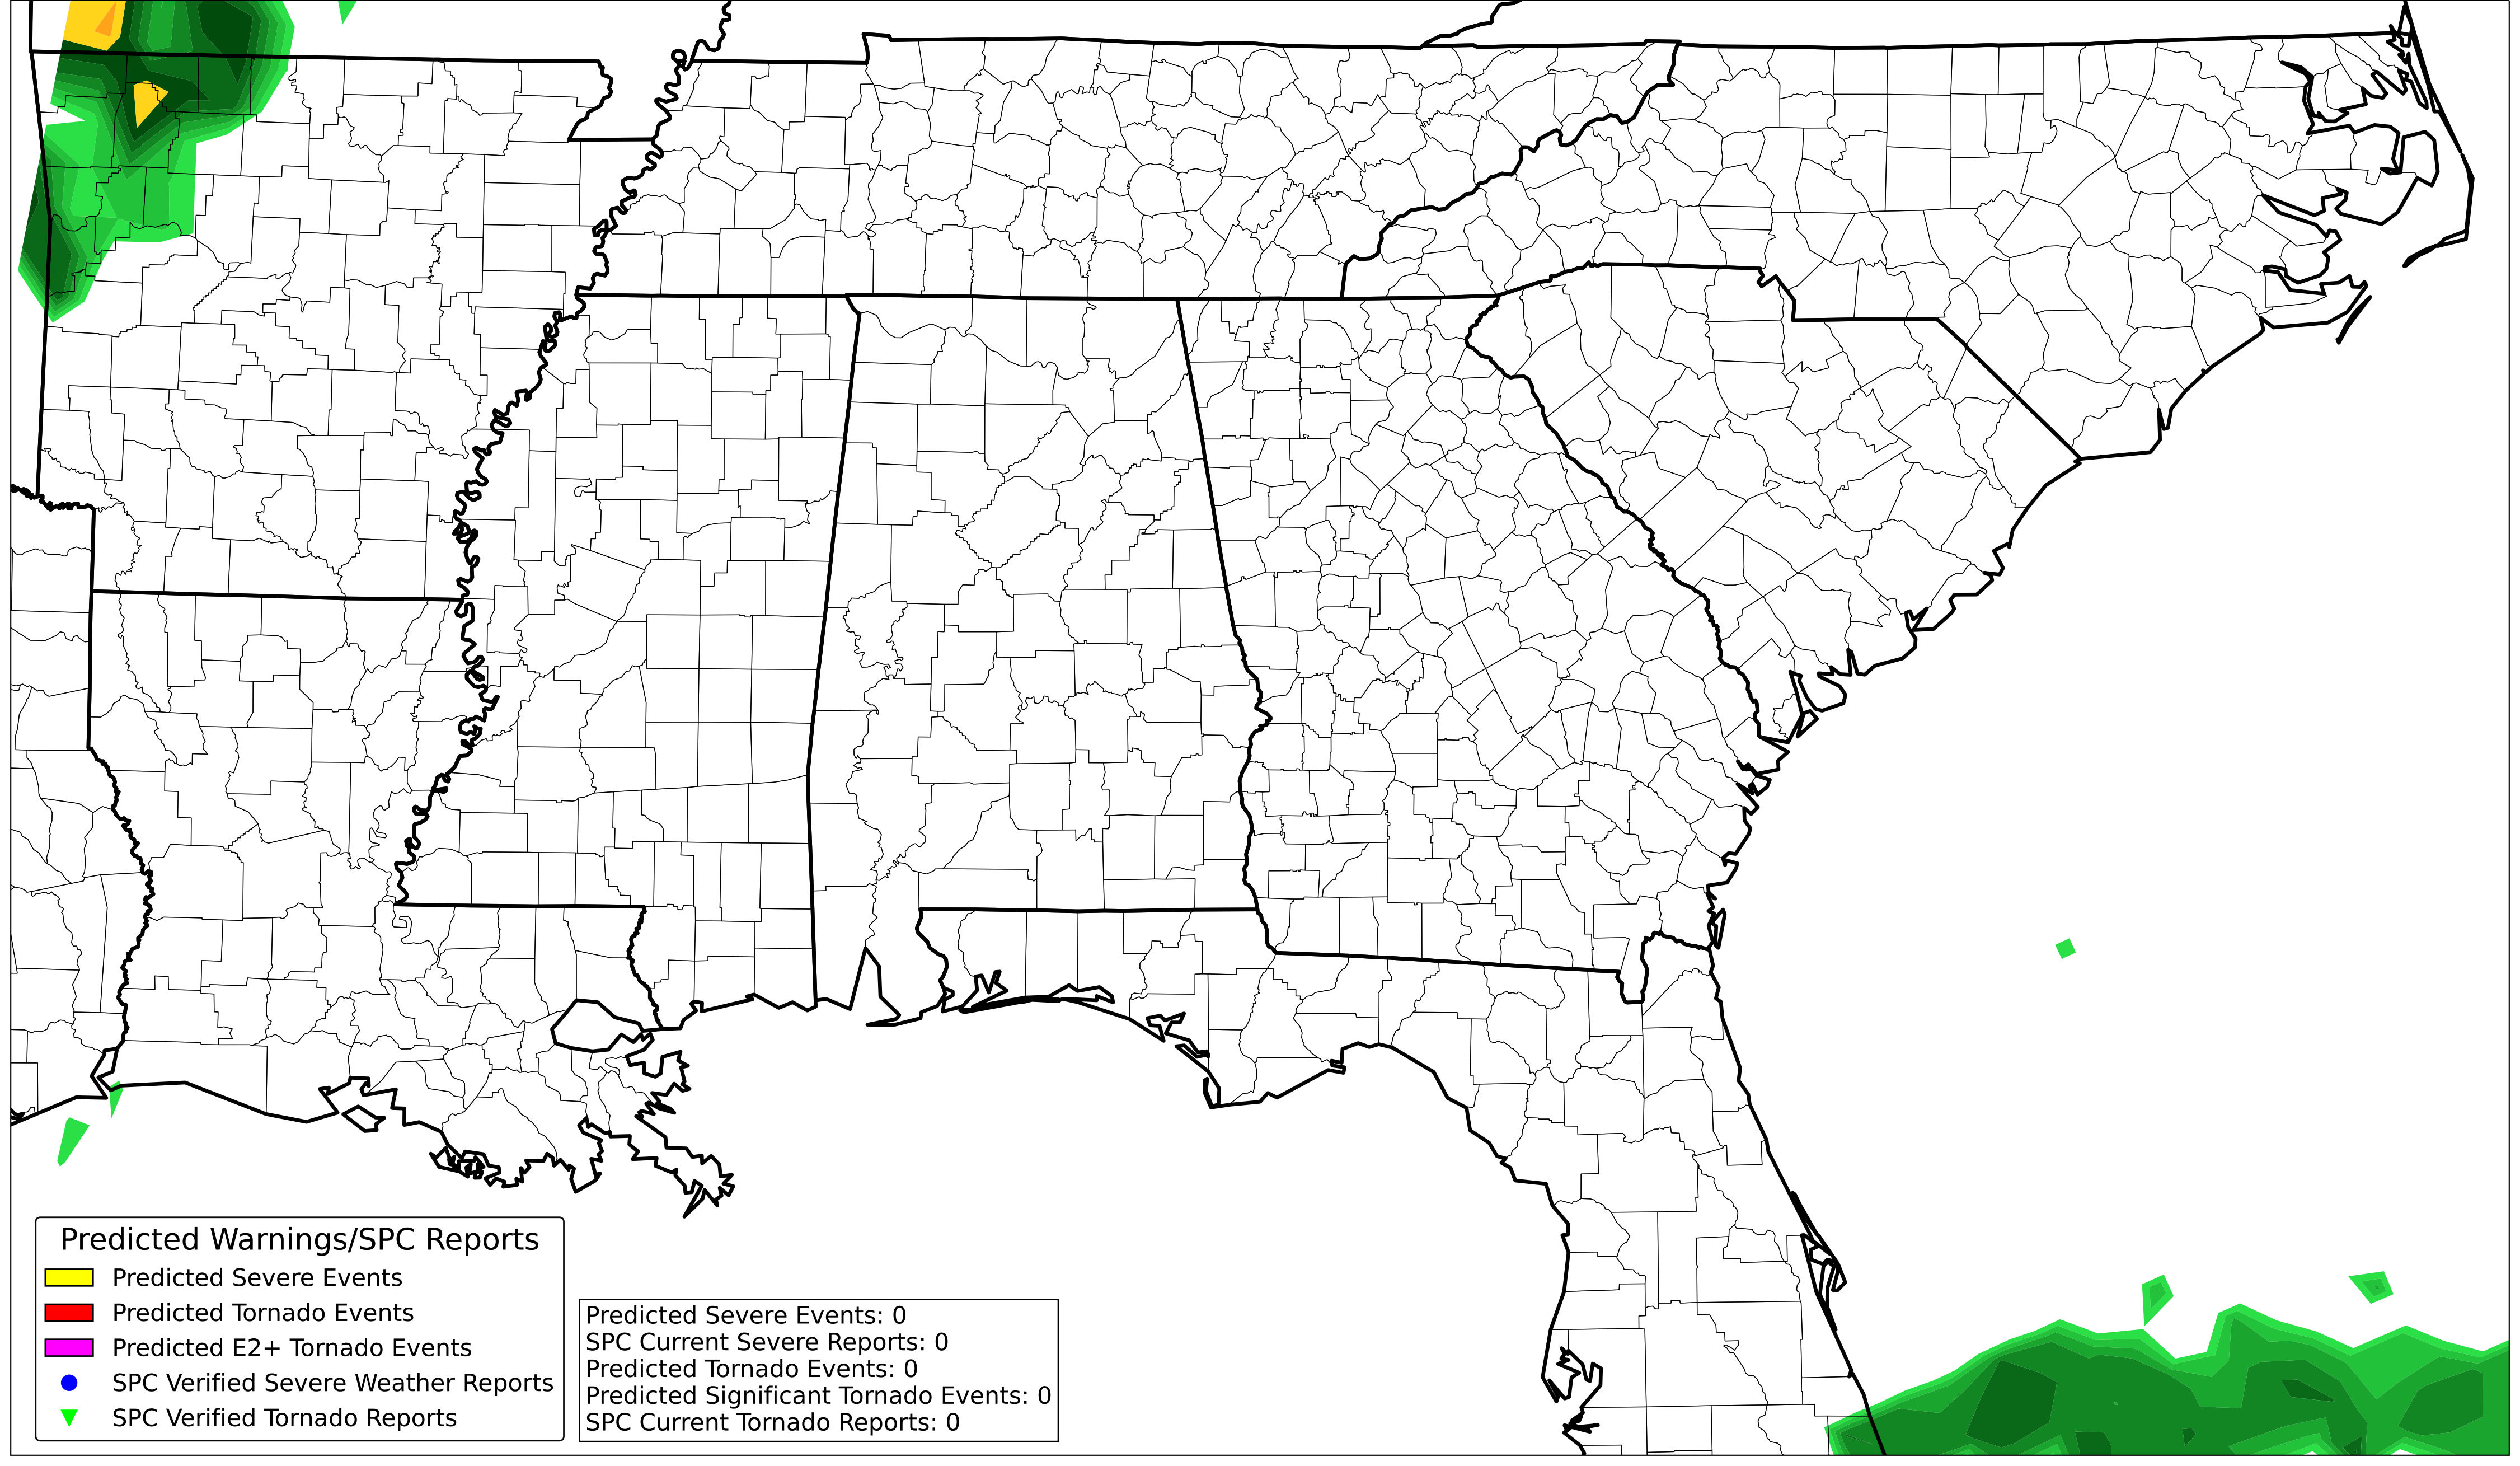 Predicted Warnings/SPC Reports
Predicted Severe Events
Predicted Tornado Events
Predicted E2+ Tornado Events
SPC Verified Severe Weather Reports
SPC Verified Tornado Reports
Predicted Severe Events: 0
SPC Current Severe Reports: 0
Predicted Tornado Events: 0
Predicted Significant Tornado Events: 0
SPC Current Tornado Reports: 0